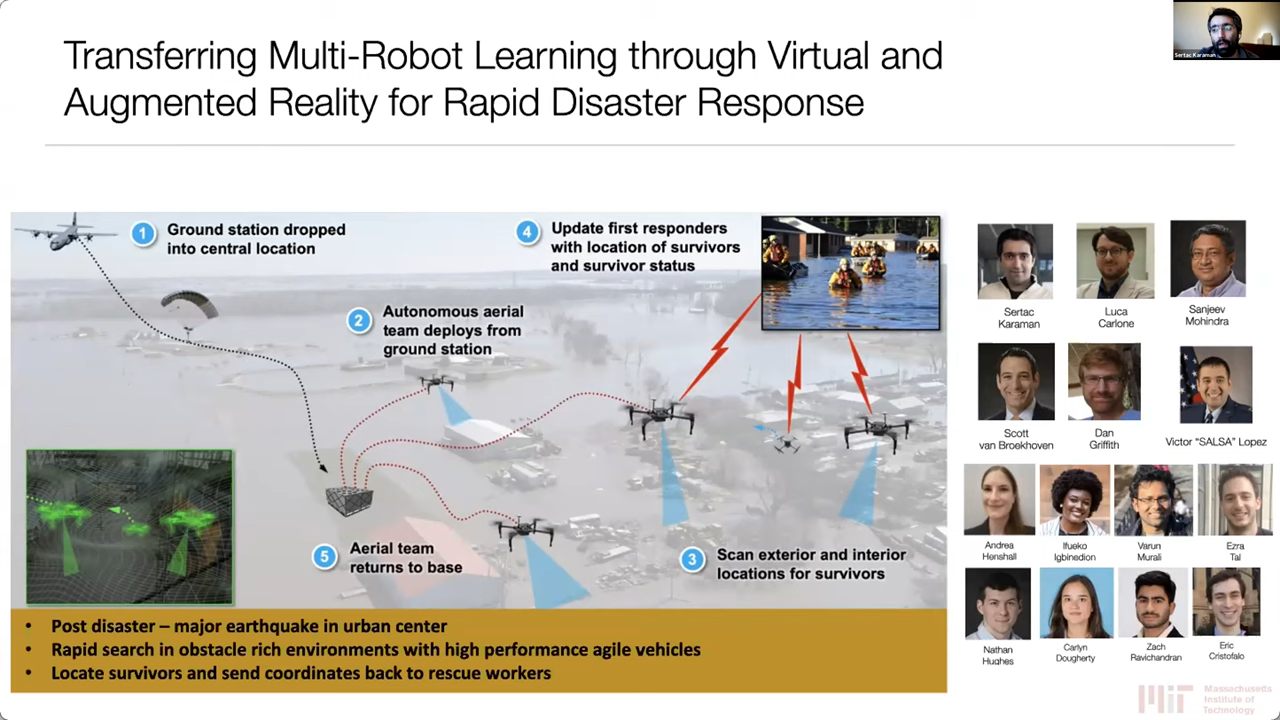 Transferring Multi-Robot Learning through Virtual and
Augmented Reality for Rapid Disaster Response
Sertac Karaman
1
Ground station dropped
into central location
2
Autonomous aerial
team deploys from
ground station
4
Update first responders
with location of survivors
and survivor status
5
Aerial team
returns to base
3
Scan exterior and interior
locations for survivors
• Post disaster – major earthquake in urban center
• Rapid search in obstacle rich environments with high performance agile vehicles
• Locate survivors and send coordinates back to rescue workers
Sertac
Karaman
Luca
Carlone
Sanjeev
Mohindra
Scott
van Broekhoven
Dan
Griffith
Victor “SALSA” Lopez
Andrea
Henshall
Ifueko
Igbinedion
Varun
Murali
Ezra
Tal
Nathan
Hughes
Carlyn
Dougherty
Zach
Ravichandran
Eric
Cristofalo
MIT
Massachusetts
Institute of
Technology